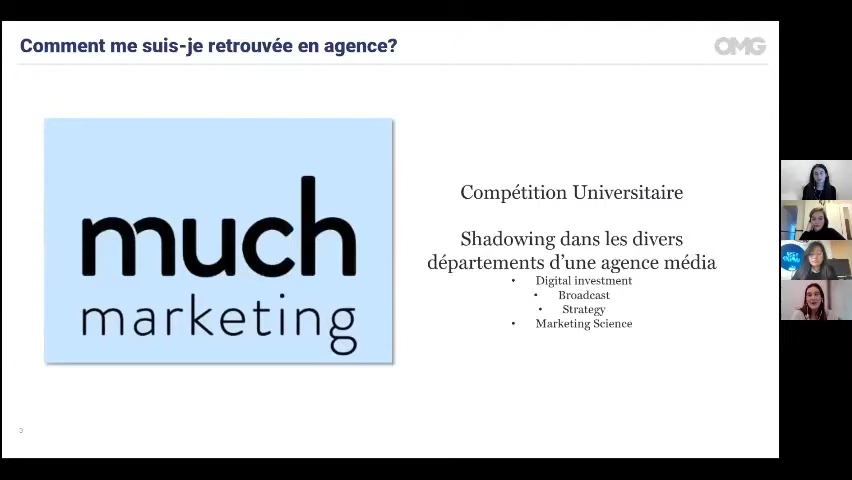 Comment me suis-je retrouvée en agence?
OMG
much
marketing
Compétition Universitaire
Shadowing dans les divers
départements d'une agence média
• Digital investment
• Broadcast
• Strategy
• Marketing Science
3